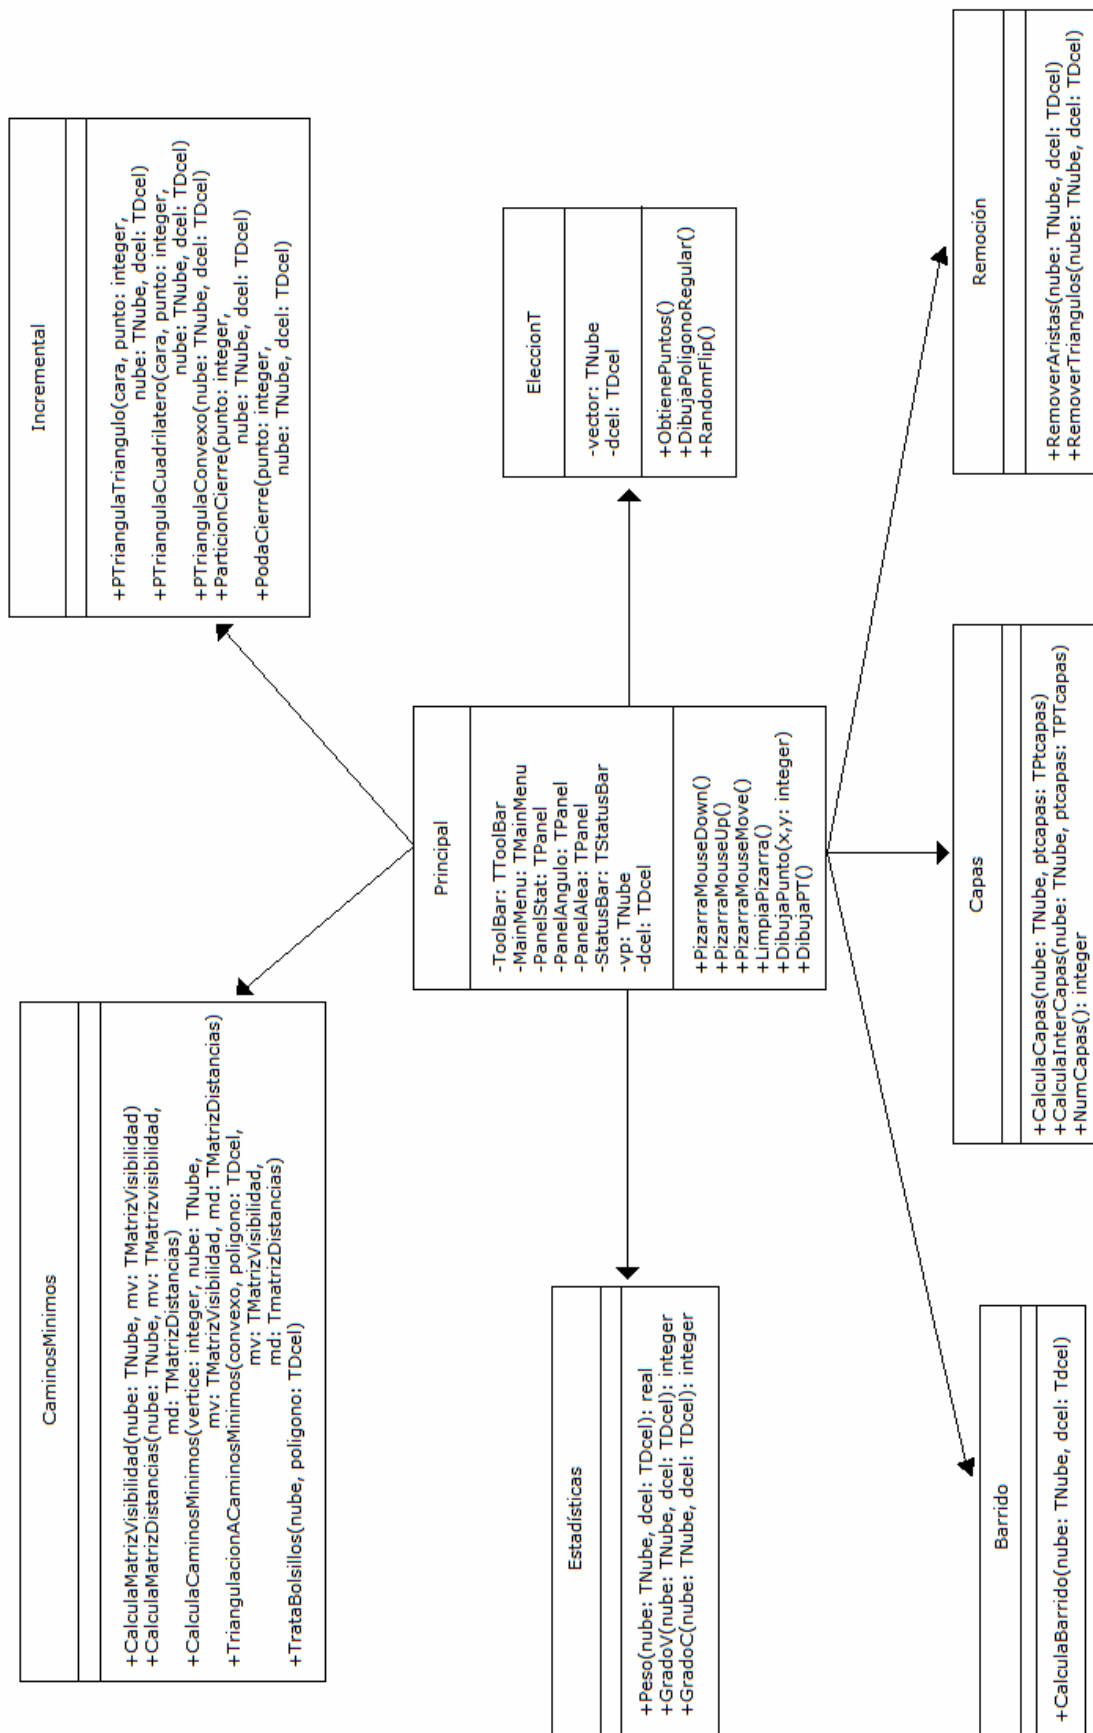 CaminosMinimos
+CalculaMatrizVisibilidad(nube: TNube, mv: TMatrizVisibilidad)
+CalculaMatrizDistancias(nube: TNube, mv: TMatrizvisibilidad,
md: TMatrizDistancias)
+CalculaCaminosMinimos(vertice: integer, nube: TNube,
mv: TMatrizVisibilidad, md: TMatrizDistancias)
+TriangulacionACaminosMinimos(convexo, poligono: TDcel,
mv: TMatrizVisibilidad,
md: TmatrizDistancias)
+TrataBolsillos(nube, poligono: TDcel)
Incremental
+PTriangulaTriangulo(cara, punto: integer,
nube: TNube, dcel: TDcel)
+PTriangulaCuadrilatero(cara, punto: integer,
nube: TNube, dcel: TDcel)
+PTriangulaConvexo(nube: TNube, dcel: TDcel)
+ParticionCierre(punto: integer,
nube: TNube, dcel: TDcel)
+PodaCierre(punto: integer,
nube: TNube, dcel: TDcel)
Estadísticas
+Peso(nube: TNube, dcel: TDcel): real
+GradoV(nube: TNube, dcel: TDcel): integer
+GradoC(nube: TNube, dcel: TDcel): integer
Principal
-ToolBar: TToolBar
-MainMenu: TMainMenu
-PanelStat: TPanel
-PanelAngulo: TPanel
-PanelAlea: TPanel
-StatusBar: TStatusBar
-vp: TNube
-dcel: TDcel
+PizarraMouseDown()
+PizarraMouseUp()
+PizarraMouseMove()
+LimpiaPizarra()
+DibujaPunto(x,y: integer)
+DibujaPT()
EleccionT
-vector: TNube
-dcel: TDcel
+ObtienePuntos()
+DibujaPoligonoRegular()
+RandomFlip()
Barrido
+CalculaBarrido(nube: TNube, dcel: Tdcel)
Capas
+CalculaCapas(nube: TNube, ptcapas: TPtcapas)
+CalculaInterCapas(nube: TNube, ptcapas: TPTcapas)
+NumCapas(): integer
Remoción
+RemoverAristas(nube: TNube, dcel: TDcel)
+RemoverTriangulos(nube: TNube, dcel: TDcel)